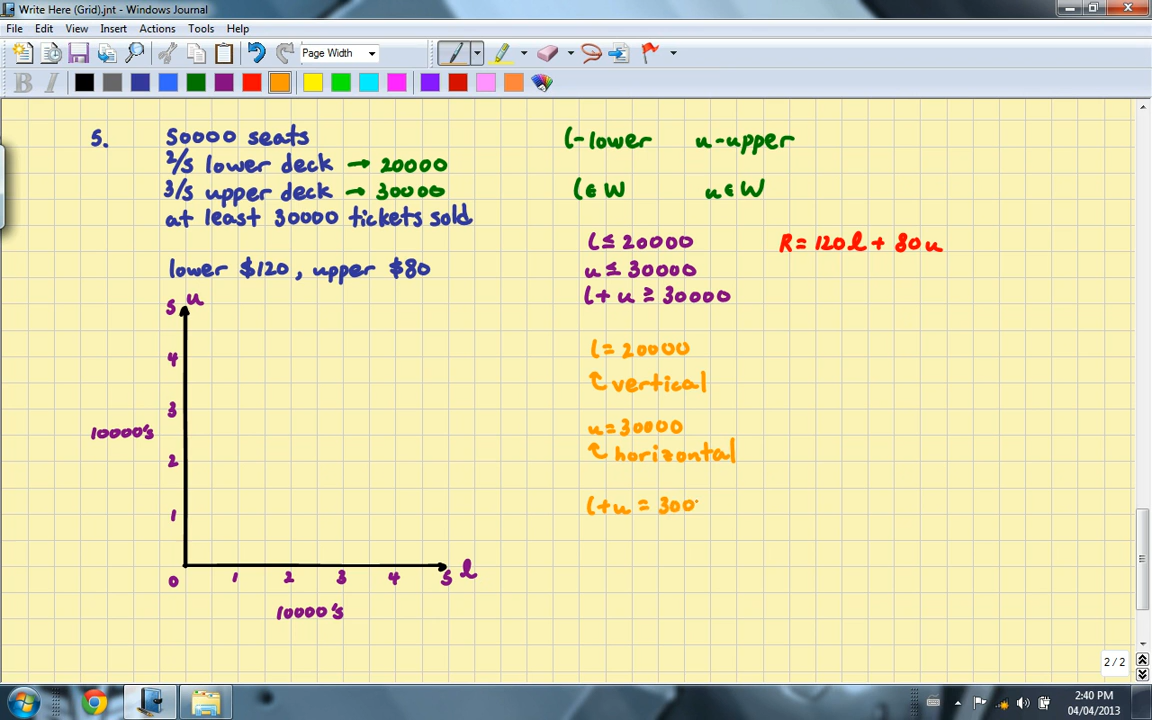 Write Here (Grid).jnt - Windows Journal
File Edit View Insert Actions Tools Help
Page Width
B I
5. 50000 seats
2/5 lower deck → 20000
3/5 upper deck → 30000
at least 30000 tickets sold
lower $120, upper $80
l-lower u-upper
l ∈ W u ∈ W
l ≤ 20000
u ≤ 30000
l + u ≥ 30000
R = 120l + 80u
l = 20000
↖ vertical
u = 30000
↖ horizontal
l + u = 300
5 u
4
3
10000's
2
1
0 1 2 3 4 5 l
10000's
2 / 2
2:40 PM
04/04/2013